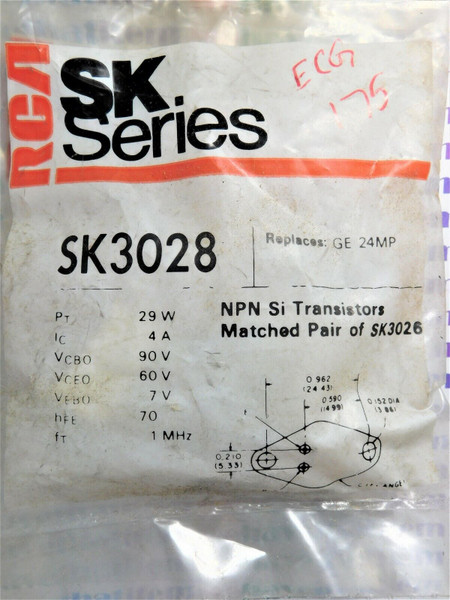 RCA
SK
Series
ECG
175
SK3028
Replaces: GE 24MP
PT 29 W
IC 4 A
VCBO 90 V
VCEO 60 V
VEBO 7 V
hFE 70
fT 1 MHz
NPN Si Transistors
Matched Pair of SK3026
0.962
(24.43)
0.590
(14.99)
0.152 DIA
(3.86)
0.210
(5.33)